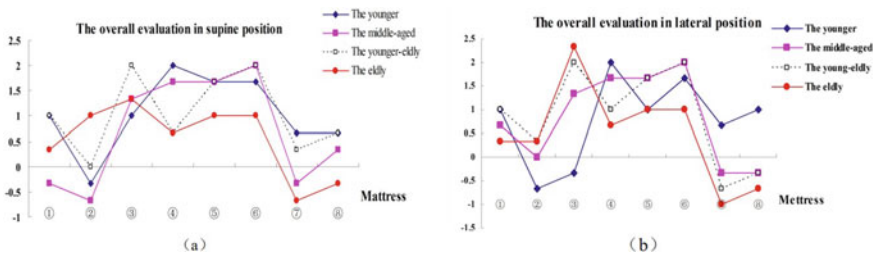 The overall evaluation in supine position
The younger
The middle-aged
The younger-eldly
The eldly
2.5
2
1.5
1
0.5
0
-0.5
-1
Mattress
① ② ③ ④ ⑤ ⑥ ⑦ ⑧
(a)
The overall evaluation in lateral position
The younger
The middle-aged
The young-eldly
The eldly
2.5
2
1.5
1
0.5
0
-0.5
-1
-1.5
Mettress
① ② ③ ④ ⑤ ⑥ ⑦ ⑧
(b)